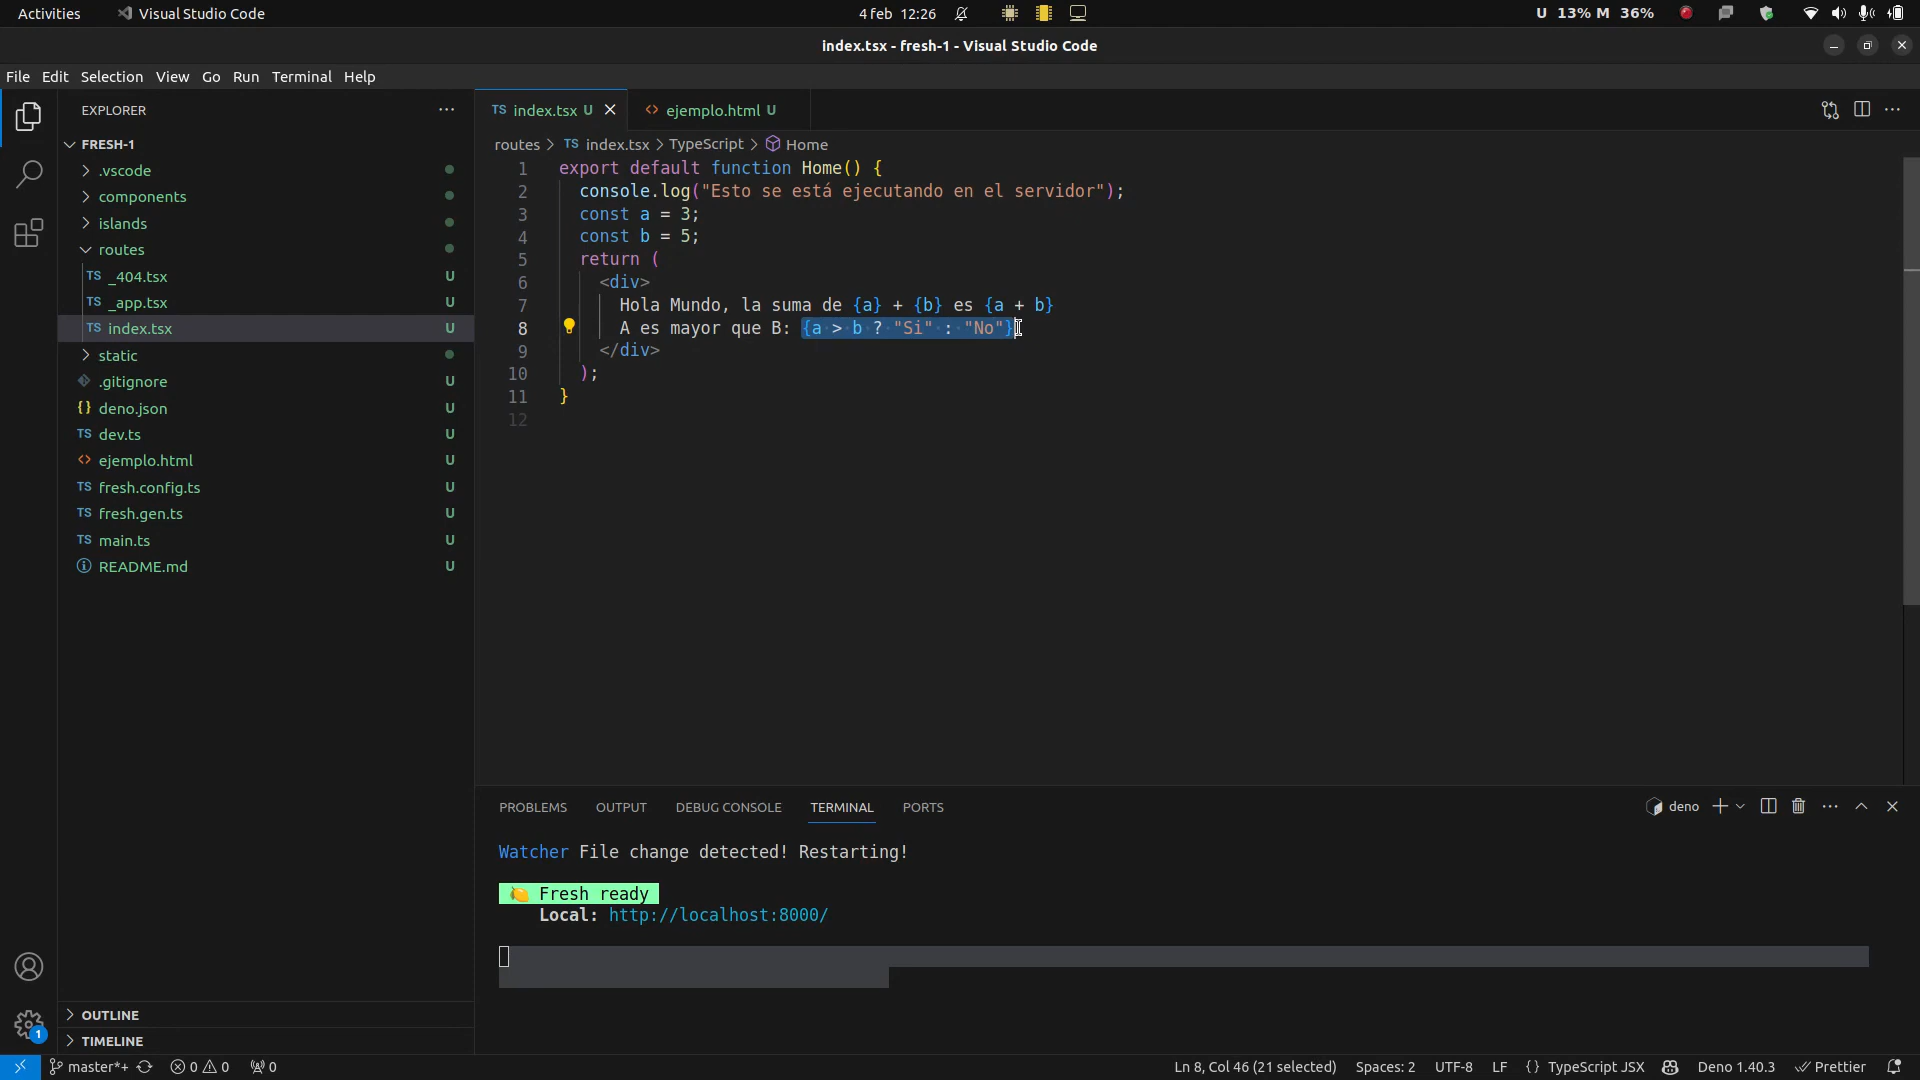 Activities Visual Studio Code 4 feb 12:26 U 13% M 36%
index.tsx - fresh-1 - Visual Studio Code
File Edit Selection View Go Run Terminal Help
EXPLORER
FRESH-1
.vscode
components
islands
routes
TS _404.tsx U
TS _app.tsx U
TS index.tsx U
static
.gitignore U
{} deno.json U
TS dev.ts U
<> ejemplo.html U
TS fresh.config.ts U
TS fresh.gen.ts U
TS main.ts U
README.md U
OUTLINE
TIMELINE
TS index.tsx U <> ejemplo.html U
routes > TS index.tsx > TypeScript > Home
1 export default function Home() {
2 console.log("Esto se está ejecutando en el servidor");
3 const a = 3;
4 const b = 5;
5 return (
6 <div>
7 Hola Mundo, la suma de {a} + {b} es {a + b}
8 A es mayor que B: {a > b ? "Si" : "No"}
9 </div>
10 );
11 }
12
PROBLEMS OUTPUT DEBUG CONSOLE TERMINAL PORTS deno
Watcher File change detected! Restarting!
🍋 Fresh ready
Local: http://localhost:8000/
1
master*+ 0 0 0 Ln 8, Col 46 (21 selected) Spaces: 2 UTF-8 LF {} TypeScript JSX Deno 1.40.3 Prettier